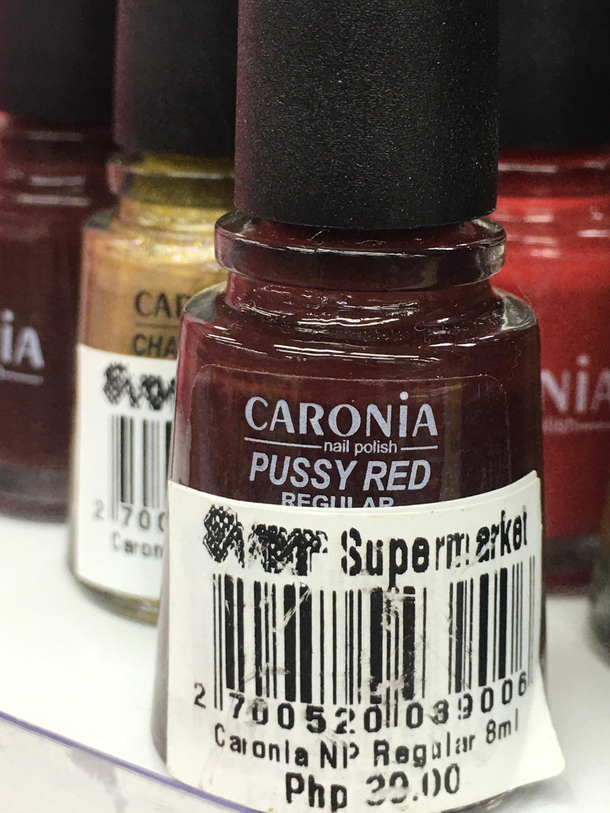 CARONiA
nail polish
PUSSY RED
REGULAR
Supermarket
2 700520 039006
Caronia NP Regular 8ml
Php 39.00
CAR
CHA
2 700
Caron
iA
NiA